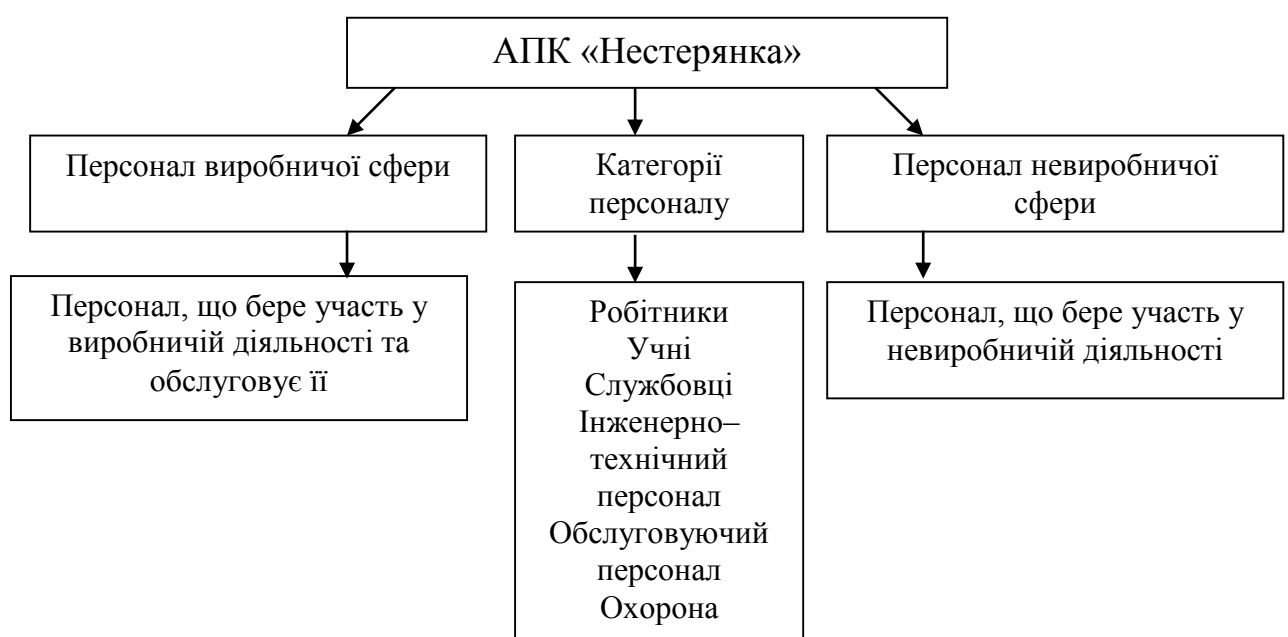 АПК «Нестерянка»
Персонал виробничої сфери
Категорії
персоналу
Персонал невиробничої
сфери
Персонал, що бере участь у
виробничій діяльності та
обслуговує її
Робітники
Учні
Службовці
Інженерно–
технічний
персонал
Обслуговуючий
персонал
Охорона
Персонал, що бере участь у
невиробничій діяльності